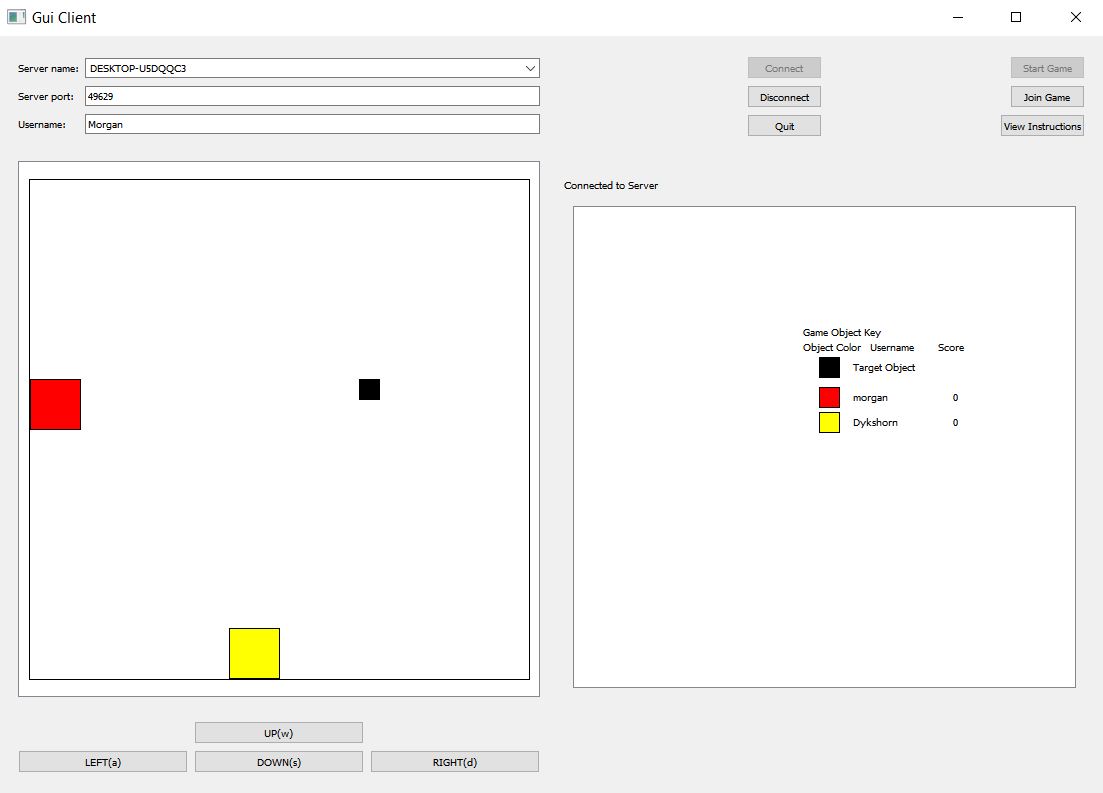 Gui Client
Server name: DESKTOP-U5DQQC3
Connect
Start Game
Server port: 49629
Disconnect
Join Game
Username: Morgan
Quit
View Instructions
Connected to Server
Game Object Key
Object Color Username Score
Target Object
morgan 0
Dykshorn 0
UP(w)
LEFT(a)
DOWN(s)
RIGHT(d)